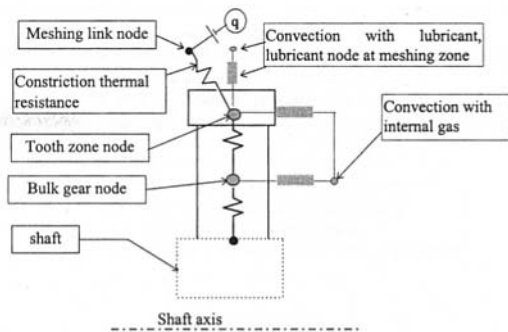 q
Meshing link node
Convection with lubricant,
lubricant node at meshing zone
Constriction thermal
resistance
Convection with
internal gas
Tooth zone node
Bulk gear node
shaft
Shaft axis